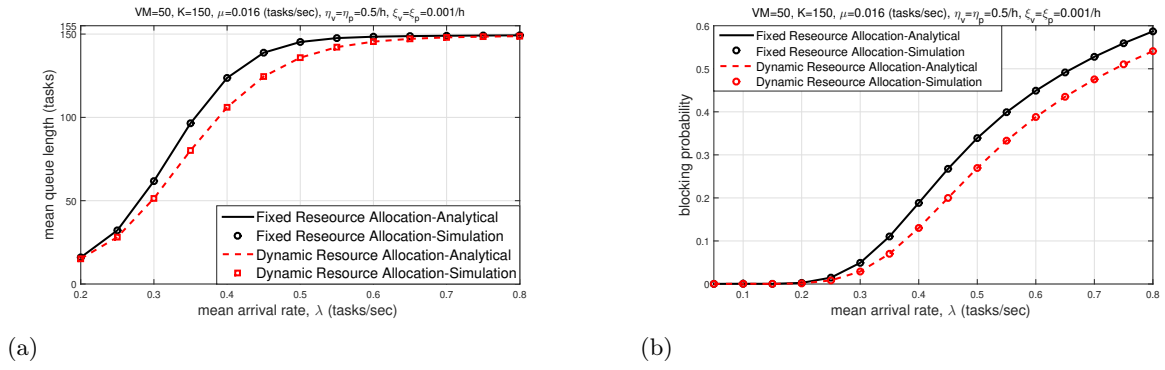 VM=50, K=150, μ=0.016 (tasks/sec), η_v=η_p=0.5/h, ξ_v=ξ_p=0.001/h
155
150
100
50
0
mean queue length (tasks)
Fixed Reseource Allocation-Analytical
Fixed Reseource Allocation-Simulation
Dynamic Resource Allocation-Analytical
Dynamic Resource Allocation-Simulation
0.2 0.3 0.4 0.5 0.6 0.7 0.8
mean arrival rate, λ (tasks/sec)
(a)
VM=50, K=150, μ=0.016 (tasks/sec), η_v=η_p=0.5/h, ξ_v=ξ_p=0.001/h
0.6
0.5
0.4
0.3
0.2
0.1
0
blocking probability
Fixed Reseource Allocation-Analytical
Fixed Reseource Allocation-Simulation
Dynamic Reseource Allocation-Analytical
Dynamic Reseource Allocation-Simulation
0.1 0.2 0.3 0.4 0.5 0.6 0.7 0.8
mean arrival rate, λ (tasks/sec)
(b)